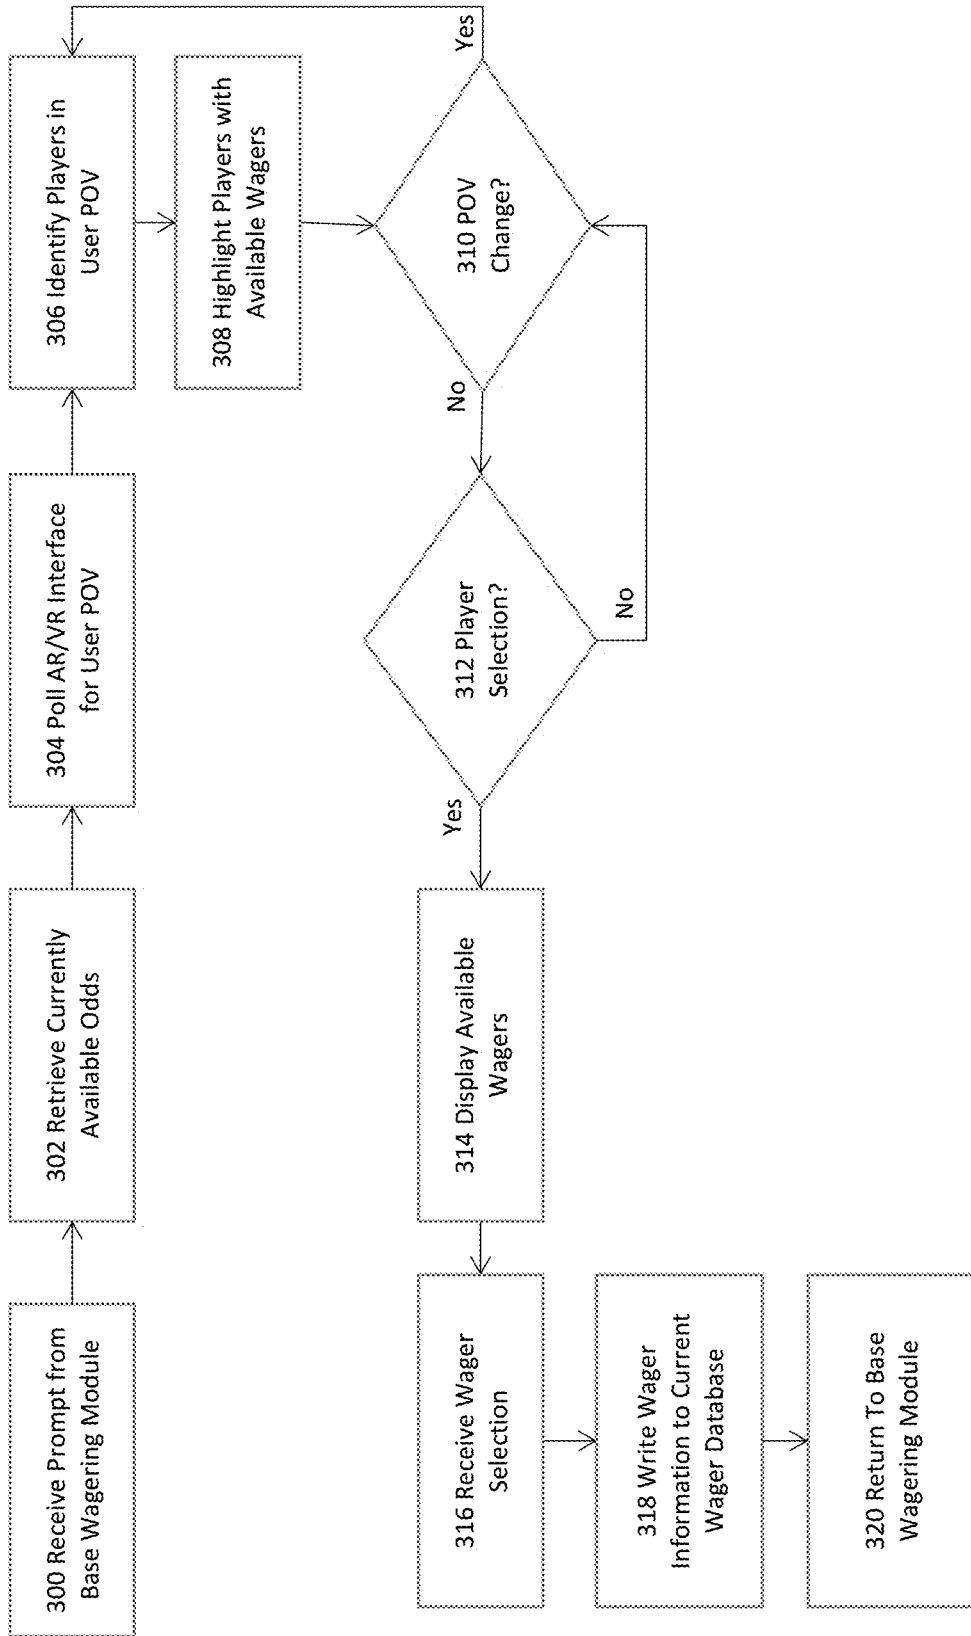 300 Receive Prompt from
Base Wagering Module
302 Retrieve Currently
Available Odds
304 Poll AR/VR Interface
for User POV
306 Identify Players in
User POV
308 Highlight Players with
Available Wagers
310 POV
Change?
Yes
No
312 Player
Selection?
No
Yes
314 Display Available
Wagers
316 Receive Wager
Selection
318 Write Wager
Information to Current
Wager Database
320 Return To Base
Wagering Module